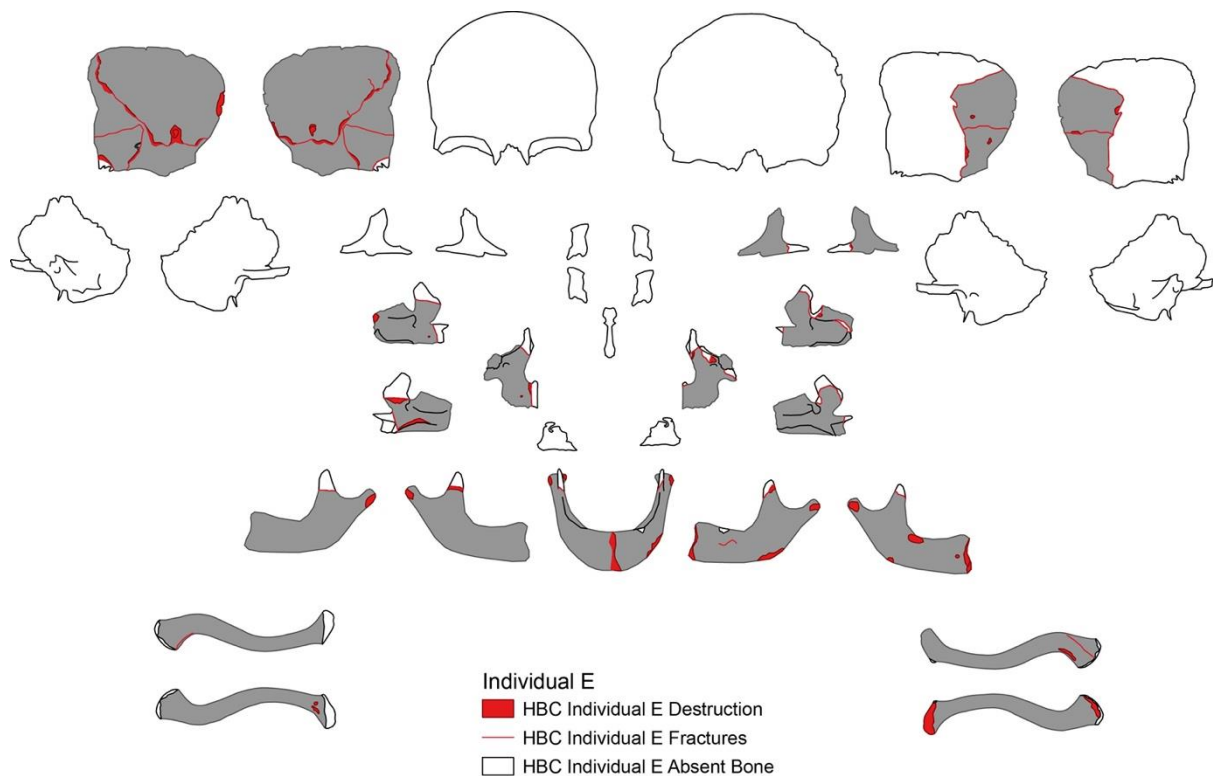 Individual E
HBC Individual E Destruction
HBC Individual E Fractures
HBC Individual E Absent Bone